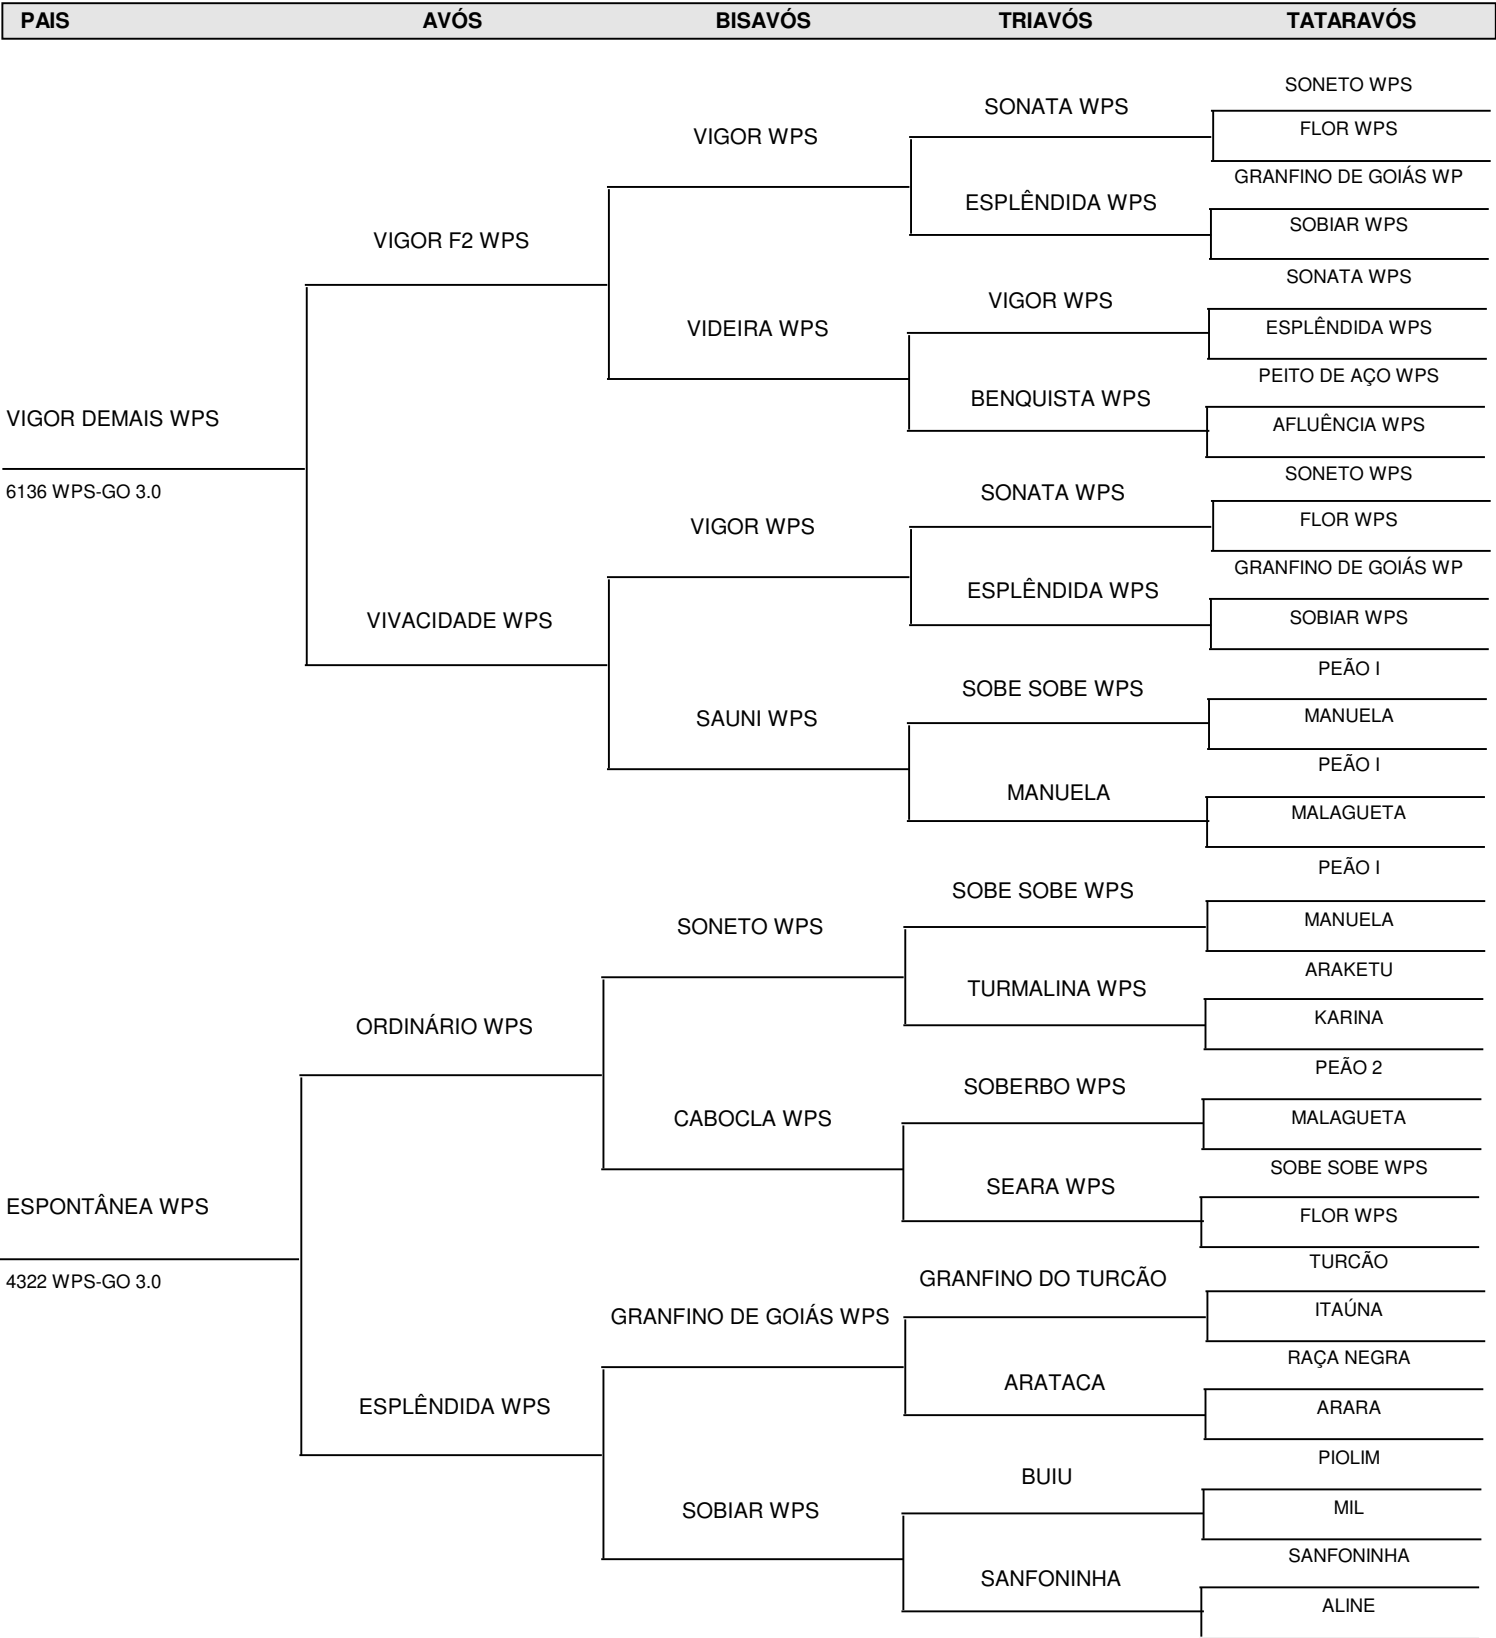 PAIS AVÓS BISAVÓS TRIAVÓS TATARAVÓS
SONETO WPS
SONATA WPS
FLOR WPS
VIGOR WPS
GRANFINO DE GOIÁS WP
ESPLÊNDIDA WPS
SOBIAR WPS
VIGOR F2 WPS
SONATA WPS
VIGOR WPS
ESPLÊNDIDA WPS
VIDEIRA WPS
PEITO DE AÇO WPS
BENQUISTA WPS
AFLUÊNCIA WPS
VIGOR DEMAIS WPS
6136 WPS-GO 3.0
SONETO WPS
SONATA WPS
FLOR WPS
VIGOR WPS
GRANFINO DE GOIÁS WP
ESPLÊNDIDA WPS
SOBIAR WPS
VIVACIDADE WPS
PEÃO I
SOBE SOBE WPS
MANUELA
SAUNI WPS
PEÃO I
MANUELA
MALAGUETA
PEÃO I
SOBE SOBE WPS
MANUELA
SONETO WPS
ARAKETU
TURMALINA WPS
KARINA
ORDINÁRIO WPS
PEÃO 2
SOBERBO WPS
MALAGUETA
CABOCLA WPS
SOBE SOBE WPS
SEARA WPS
FLOR WPS
ESPONTÂNEA WPS
4322 WPS-GO 3.0
TURCÃO
GRANFINO DO TURCÃO
ITAÚNA
GRANFINO DE GOIÁS WPS
RAÇA NEGRA
ARATACA
ARARA
ESPLÊNDIDA WPS
PIOLIM
BUIU
MIL
SOBIAR WPS
SANFONINHA
SANFONINHA
ALINE